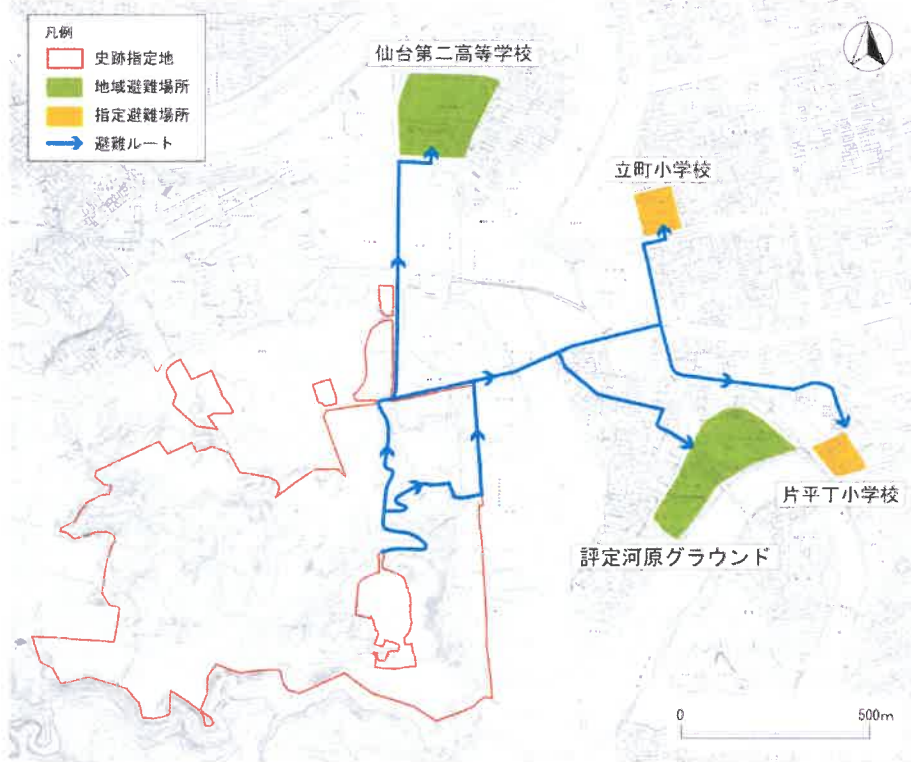 凡例
史跡指定地
地域避難場所
指定避難場所
避難ルート
仙台第二高等学校
立町小学校
片平丁小学校
評定河原グラウンド
0 500m